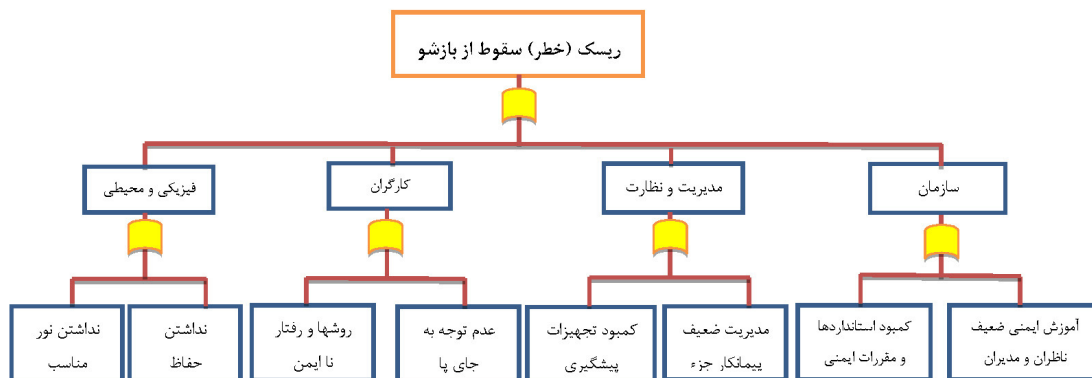 ریسک (خطر) سقوط از بازشو
سازمان
مدیریت و نظارت
کارگران
فیزیکی و محیطی
آموزش ایمنی ضعیف
ناظران و مدیران
کمبود استانداردها
و مقررات ایمنی
مدیریت ضعیف
پیمانکار جزء
کمبود تجهیزات
پیشگیری
عدم توجه به
جای پا
روشها و رفتار
نا ایمن
نداشتن
حفاظ
نداشتن نور
مناسب